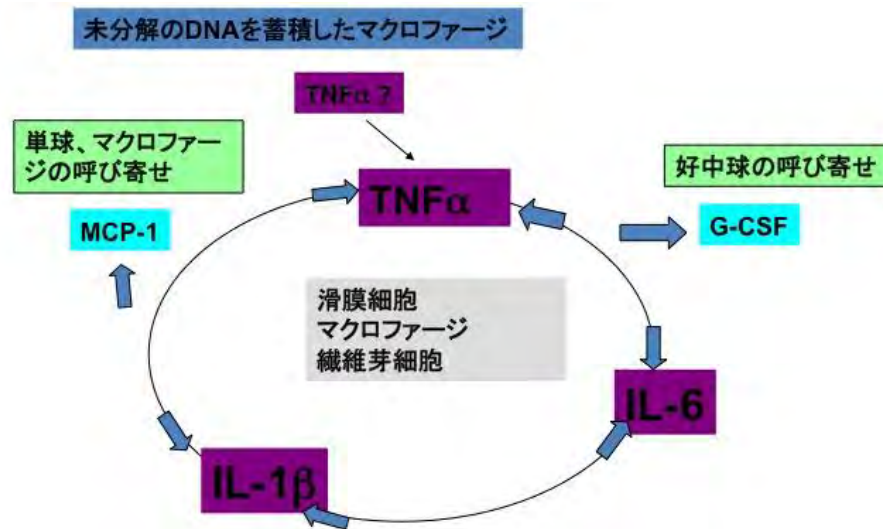 未分解のDNAを蓄積したマクロファージ
TNFα ?
単球、マクロファー
ジの呼び寄せ
好中球の呼び寄せ
TNFα
MCP-1
G-CSF
滑膜細胞
マクロファージ
繊維芽細胞
IL-6
IL-1β